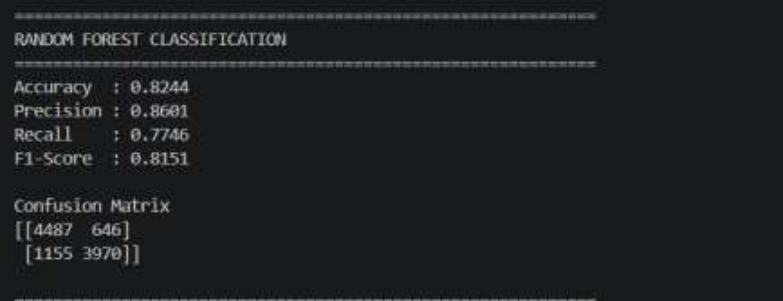 ============================================================
RANDOM FOREST CLASSIFICATION
============================================================
Accuracy  : 0.8244
Precision : 0.8601
Recall    : 0.7746
F1-Score  : 0.8151

Confusion Matrix
[[4487  646]
 [1155 3970]]

============================================================